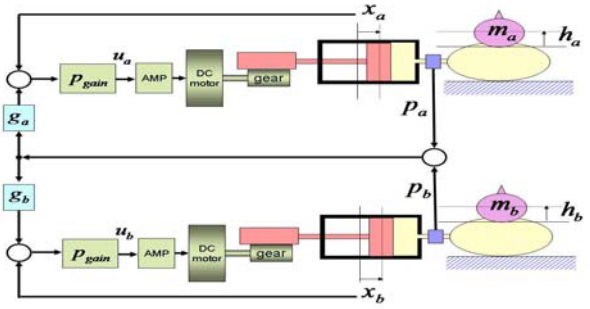 x_a
m_a
h_a
u_a
p_gain
AMP
DC
motor
gear
g_a
p_a
g_b
p_b
m_b
h_b
u_b
p_gain
AMP
DC
motor
gear
x_b